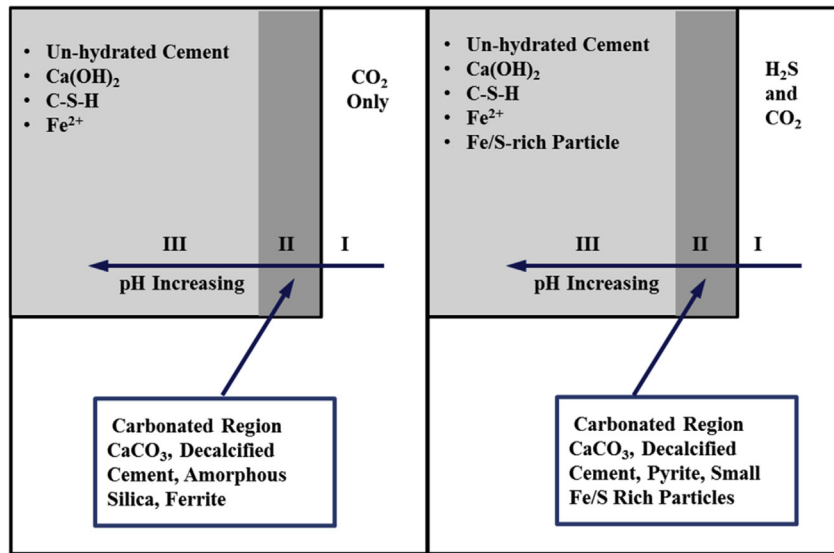 • Un-hydrated Cement
• Ca(OH)₂
• C-S-H
• Fe²⁺
CO₂
Only
III
II
I
pH Increasing
Carbonated Region
CaCO₃, Decalcified
Cement, Amorphous
Silica, Ferrite
• Un-hydrated Cement
• Ca(OH)₂
• C-S-H
• Fe²⁺
• Fe/S-rich Particle
H₂S
and
CO₂
III
II
I
pH Increasing
Carbonated Region
CaCO₃, Decalcified
Cement, Pyrite, Small
Fe/S Rich Particles